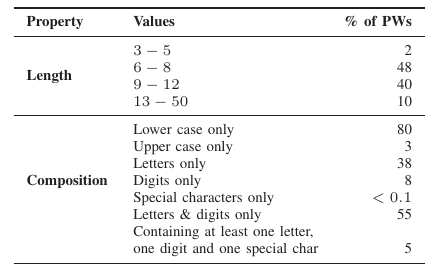 Property Values % of PWs
Length
3 – 5 2
6 – 8 48
9 – 12 40
13 – 50 10
Composition
Lower case only 80
Upper case only 3
Letters only 38
Digits only 8
Special characters only < 0.1
Letters & digits only 55
Containing at least one letter,
one digit and one special char 5